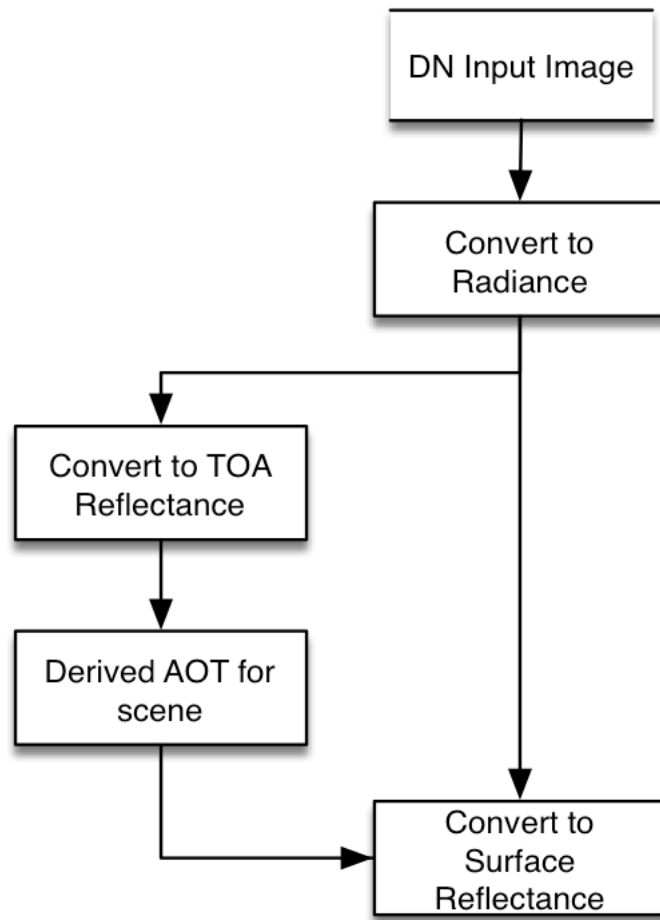 DN Input Image
Convert to
Radiance
Convert to TOA
Reflectance
Derived AOT for
scene
Convert to
Surface
Reflectance